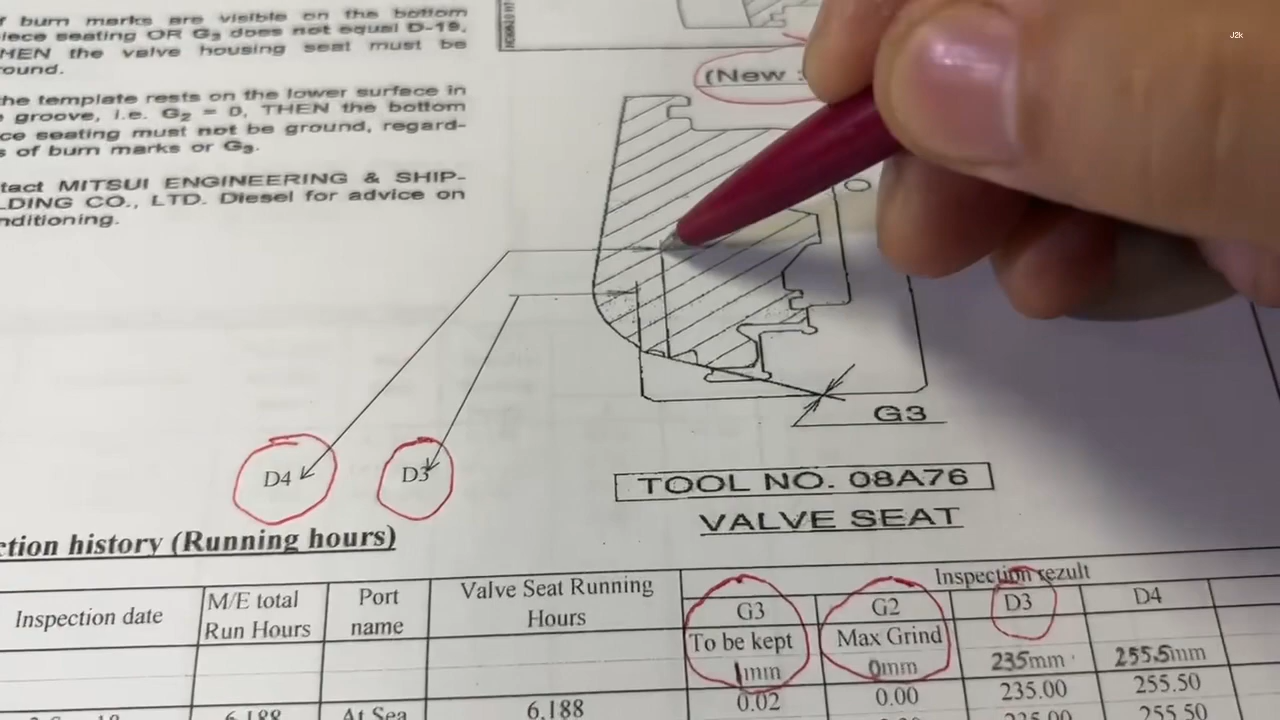 J2k
f burn marks are visible on the bottom
iece seating OR G3 does not equal D-19,
HEN the valve housing seat must be
round.
(New :
the template rests on the lower surface in
groove, i.e. G2 = 0, THEN the bottom
ce seating must not be ground, regard-
s of burn marks or G3.
tact MITSUI ENGINEERING & SHIP-
LDING CO., LTD. Diesel for advice on
nditioning.
G3
D4
D3
TOOL NO. 08A76
VALVE SEAT
ction history (Running hours)
Inspection rezult
Inspection date
M/E total
Run Hours
Port
name
Valve Seat Running
Hours
G3
To be kept
1mm
G2
Max Grind
0mm
D3
235mm
D4
255.5mm
6,188 At Sea 6,188 0.02 0.00 235.00 255.50
255.50